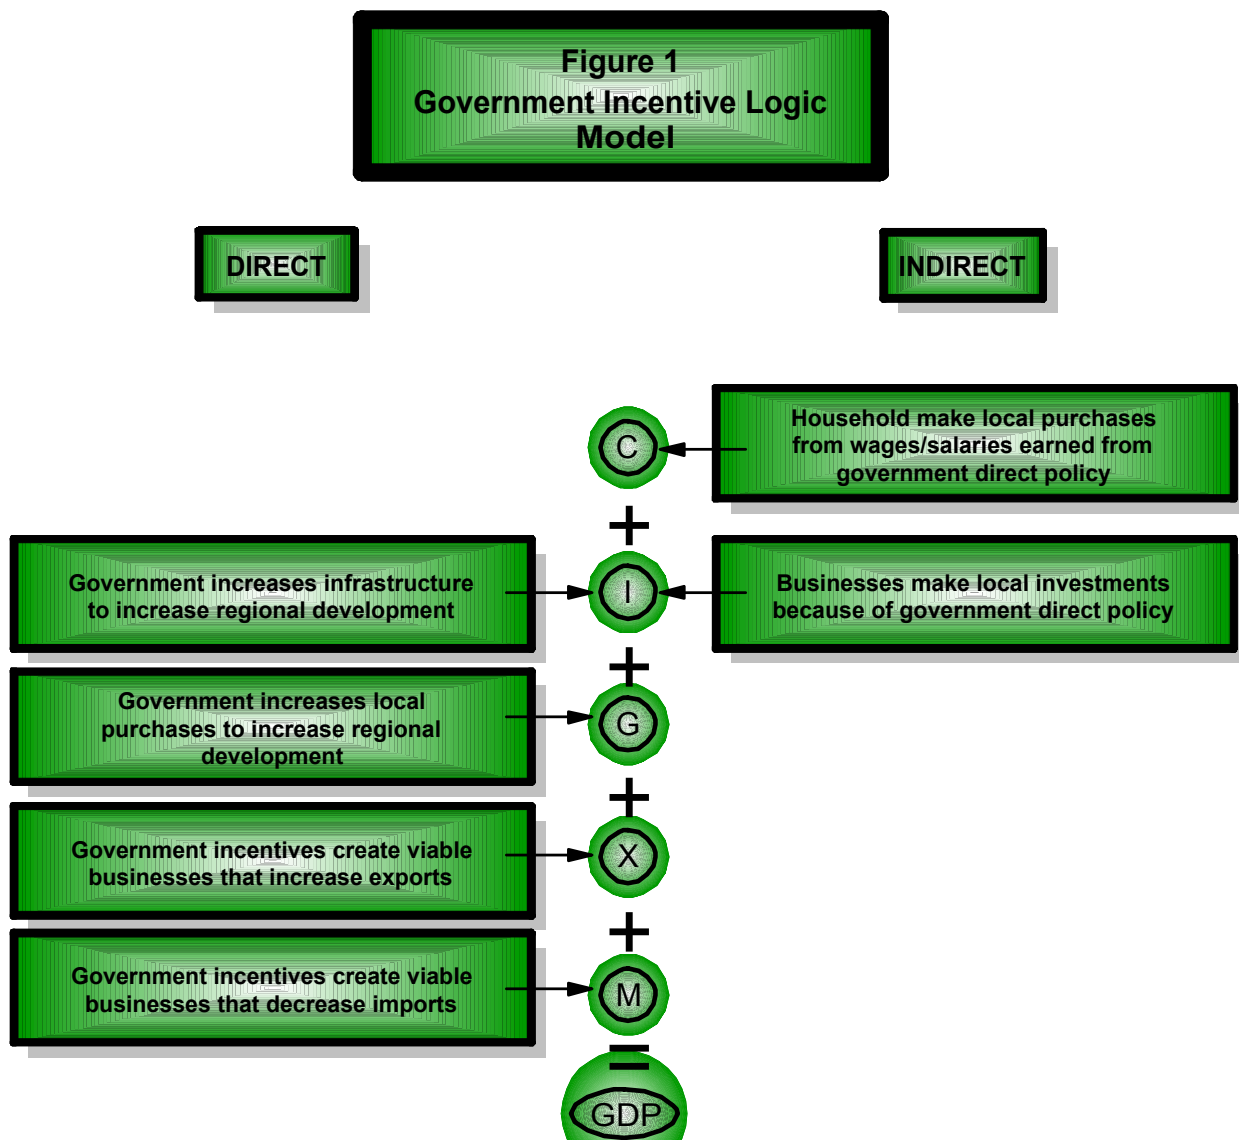 Figure 1
Government Incentive Logic
Model
DIRECT
INDIRECT
C
Household make local purchases
from wages/salaries earned from
government direct policy
+
Government increases infrastructure
to increase regional development
I
Businesses make local investments
because of government direct policy
+
Government increases local
purchases to increase regional
development
G
+
Government incentives create viable
businesses that increase exports
X
+
Government incentives create viable
businesses that decrease imports
M
=
GDP